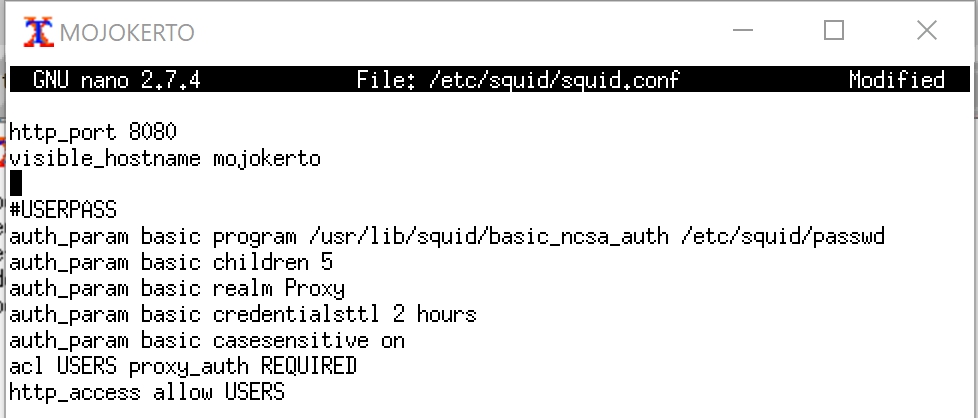 MOJOKERTO
GNU nano 2.7.4 File: /etc/squid/squid.conf Modified
http_port 8080
visible_hostname mojokerto
#USERPASS
auth_param basic program /usr/lib/squid/basic_ncsa_auth /etc/squid/passwd
auth_param basic children 5
auth_param basic realm Proxy
auth_param basic credentialsttl 2 hours
auth_param basic casesensitive on
acl USERS proxy_auth REQUIRED
http_access allow USERS